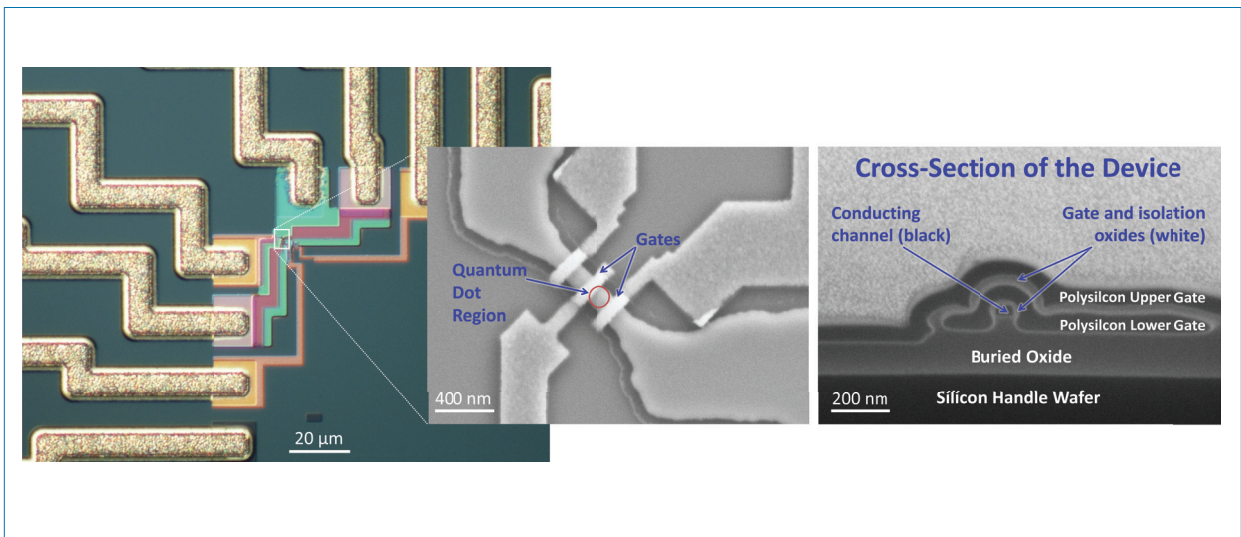 20 µm
Quantum
Dot
Region
Gates
400 nm
Cross-Section of the Device
Conducting
channel (black)
Gate and isolation
oxides (white)
Polysilcon Upper Gate
Polysilcon Lower Gate
Buried Oxide
Sílícon Handle Wafer
200 nm